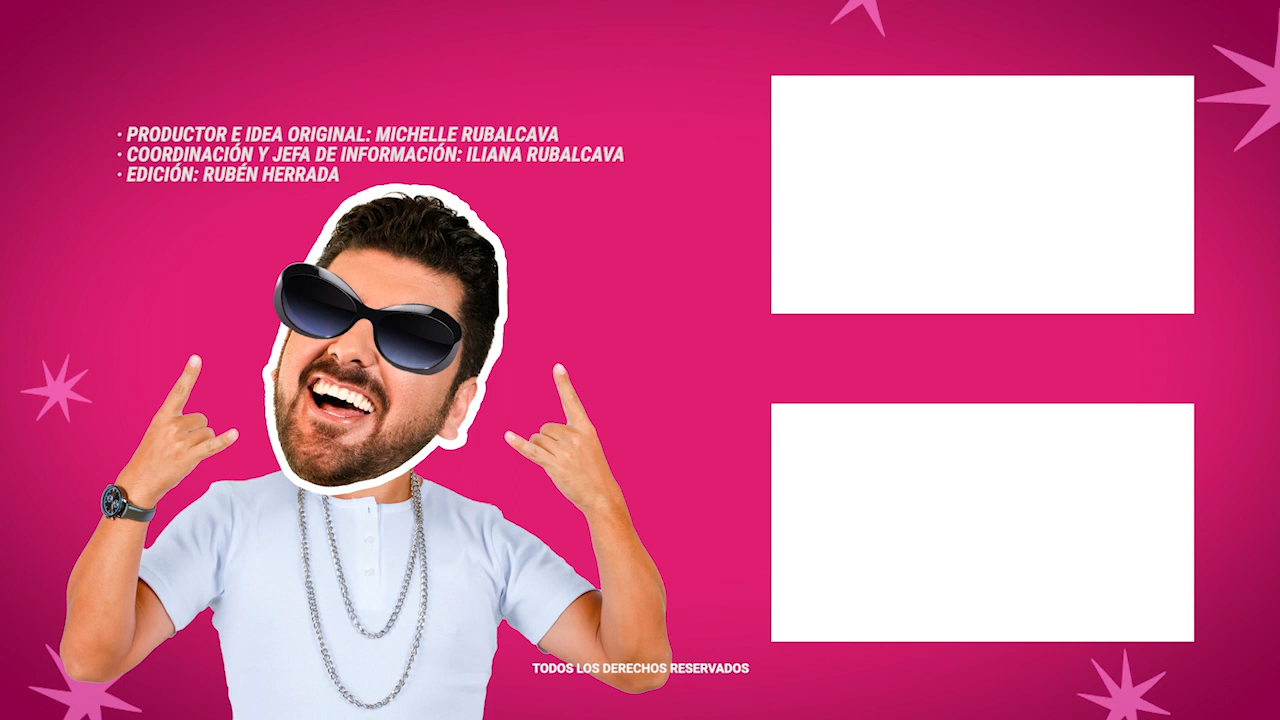 · PRODUCTOR E IDEA ORIGINAL: MICHELLE RUBALCAVA
· COORDINACIÓN Y JEFA DE INFORMACIÓN: ILIANA RUBALCAVA
· EDICIÓN: RUBÉN HERRADA
TODOS LOS DERECHOS RESERVADOS